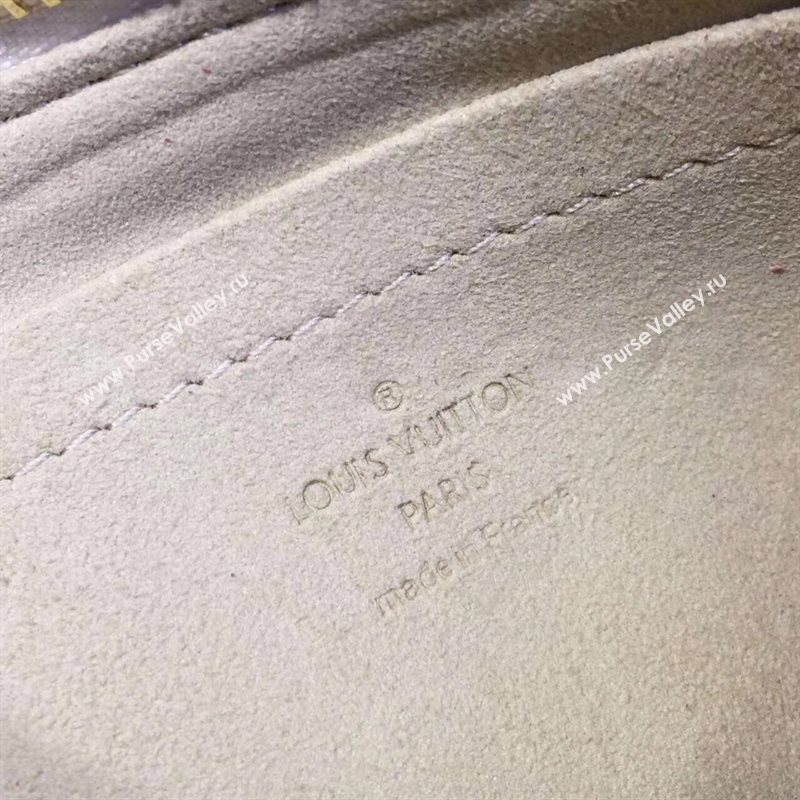 www.PurseValley.ru
www.PurseValley.ru
®
LOUIS VUITTON
PARIS
made in France